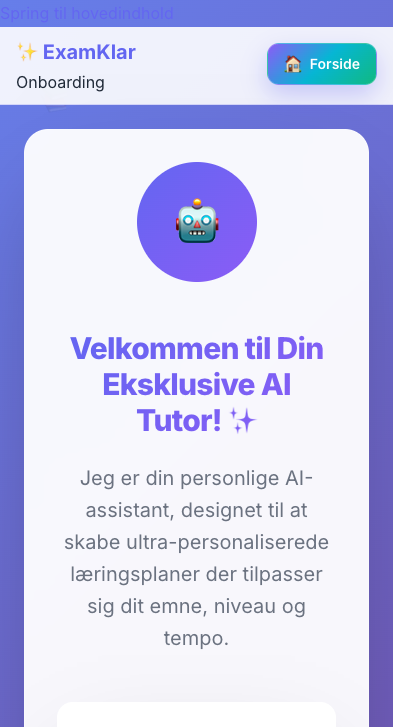 Spring til hovedindhold
✨ ExamKlar
Onboarding
🏠 Forside
Velkommen til Din
Eksklusive AI
Tutor! ✨
Jeg er din personlige AI-
assistant, designet til at
skabe ultra-personaliserede
læringsplaner der tilpasser
sig dit emne, niveau og
tempo.